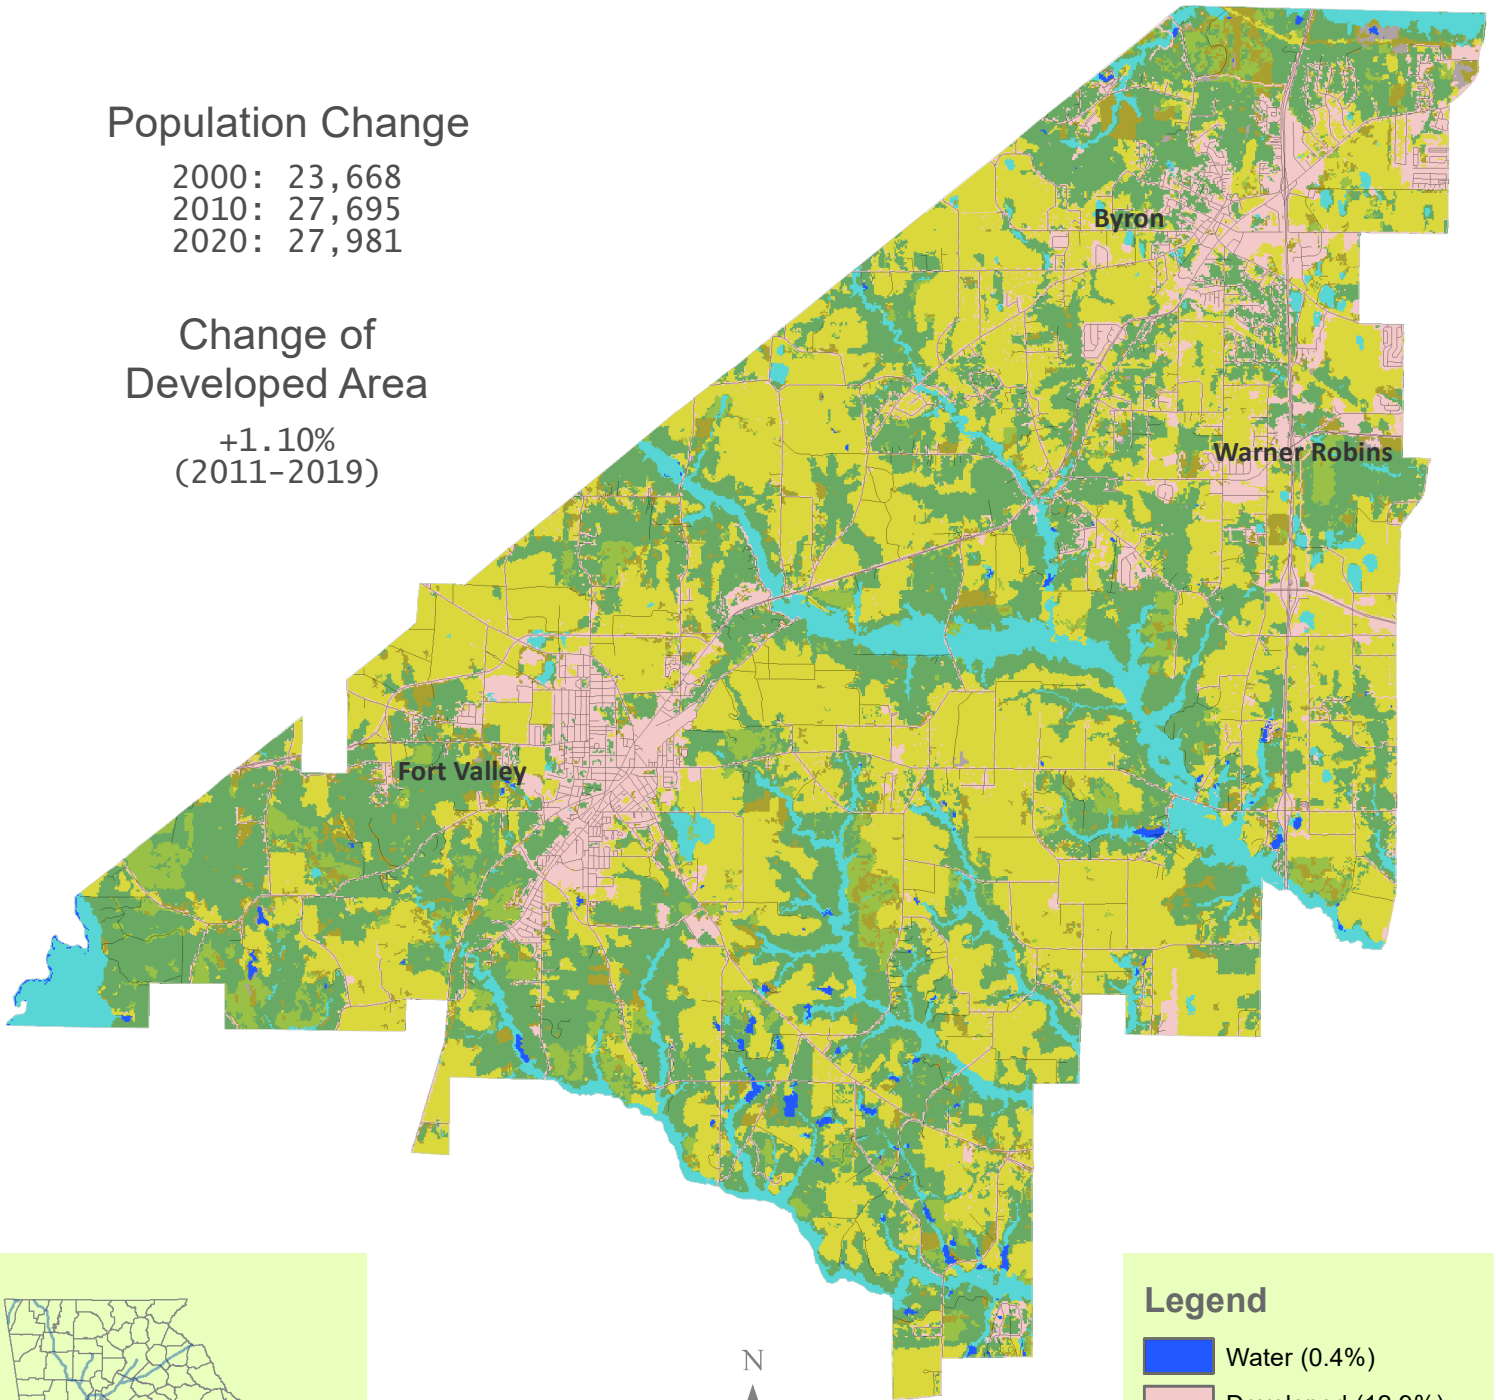 Population Change
2000: 23,668
2010: 27,695
2020: 27,981
Change of
Developed Area
+1.10%
(2011-2019)
Byron
Warner Robins
Fort Valley
N
Legend
Water (0.4%)
Developed